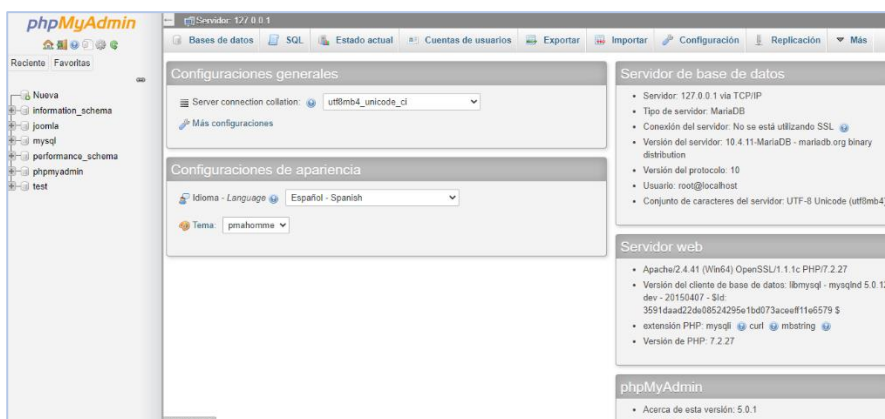 phpMyAdmin
Reciente Favoritas
Nueva
information_schema
joomla
mysql
performance_schema
phpmyadmin
test
Servidor: 127.0.0.1
Bases de datos SQL Estado actual Cuentas de usuarios Exportar Importar Configuración Replicación Más
Configuraciones generales
Server connection collation: utf8mb4_unicode_ci
Más configuraciones
Configuraciones de apariencia
Idioma - Language Español - Spanish
Tema: pmahomme
Servidor de base de datos
Servidor: 127.0.0.1 via TCP/IP
Tipo de servidor: MariaDB
Conexión del servidor: No se está utilizando SSL
Versión del servidor: 10.4.11-MariaDB - mariadb.org binary
distribution
Versión del protocolo: 10
Usuario: root@localhost
Conjunto de caracteres del servidor: UTF-8 Unicode (utf8mb4)
Servidor web
Apache/2.4.41 (Win64) OpenSSL/1.1.1c PHP/7.2.27
Versión del cliente de base de datos: libmysql - mysqlnd 5.0.12
dev - 20150407 - $Id:
3591daad22de08524295e1bd073aceeff11e6579 $
extensión PHP: mysqli curl mbstring
Versión de PHP: 7.2.27
phpMyAdmin
Acerca de esta versión: 5.0.1